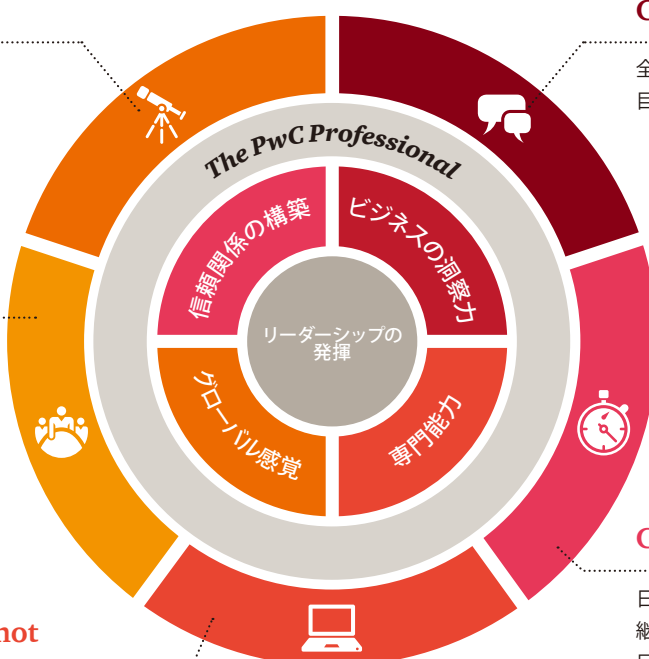 C
全
目
The PwC Professional
信頼関係の構築
ビジネスの洞察力
リーダーシップの
発揮
グローバル感覚
専門能力
C
日
継
not